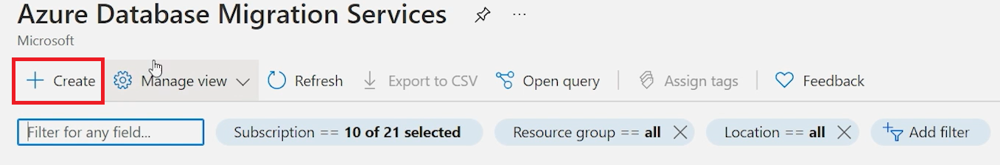 Azure Database Migration Services ...
Microsoft
+ Create Manage view Refresh Export to CSV Open query Assign tags Feedback
Filter for any field... Subscription == 10 of 21 selected Resource group == all Location == all Add filter